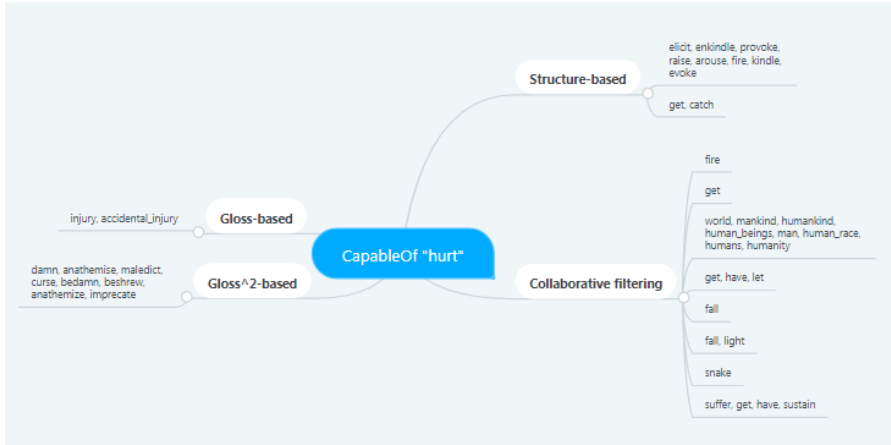 elicit, enkindle, provoke,
raise, arouse, fire, kindle,
evoke
Structure-based
get, catch
fire
get
world, mankind, humankind,
human_beings, man, human_race,
humans, humanity
injury, accidental_injury
Gloss-based
CapableOf "hurt"
damn, anathemise, maledict,
curse, bedamn, beshrew,
anathemize, imprecate
Gloss^2-based
Collaborative filtering
get, have, let
fall
fall, light
snake
suffer, get, have, sustain